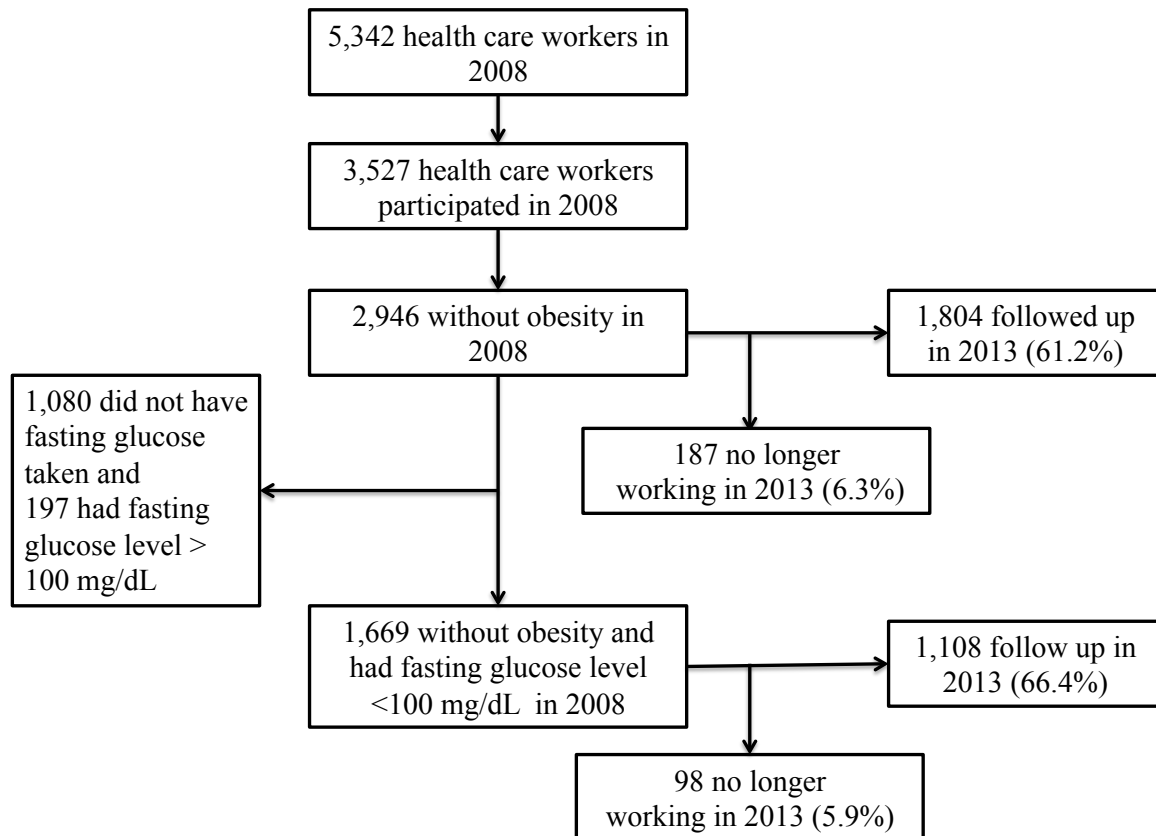 5,342 health care workers in
2008
3,527 health care workers
participated in 2008
2,946 without obesity in
2008
1,804 followed up
in 2013 (61.2%)
187 no longer
working in 2013 (6.3%)
1,080 did not have
fasting glucose
taken and
197 had fasting
glucose level >
100 mg/dL
1,669 without obesity and
had fasting glucose level
<100 mg/dL in 2008
1,108 follow up in
2013 (66.4%)
98 no longer
working in 2013 (5.9%)